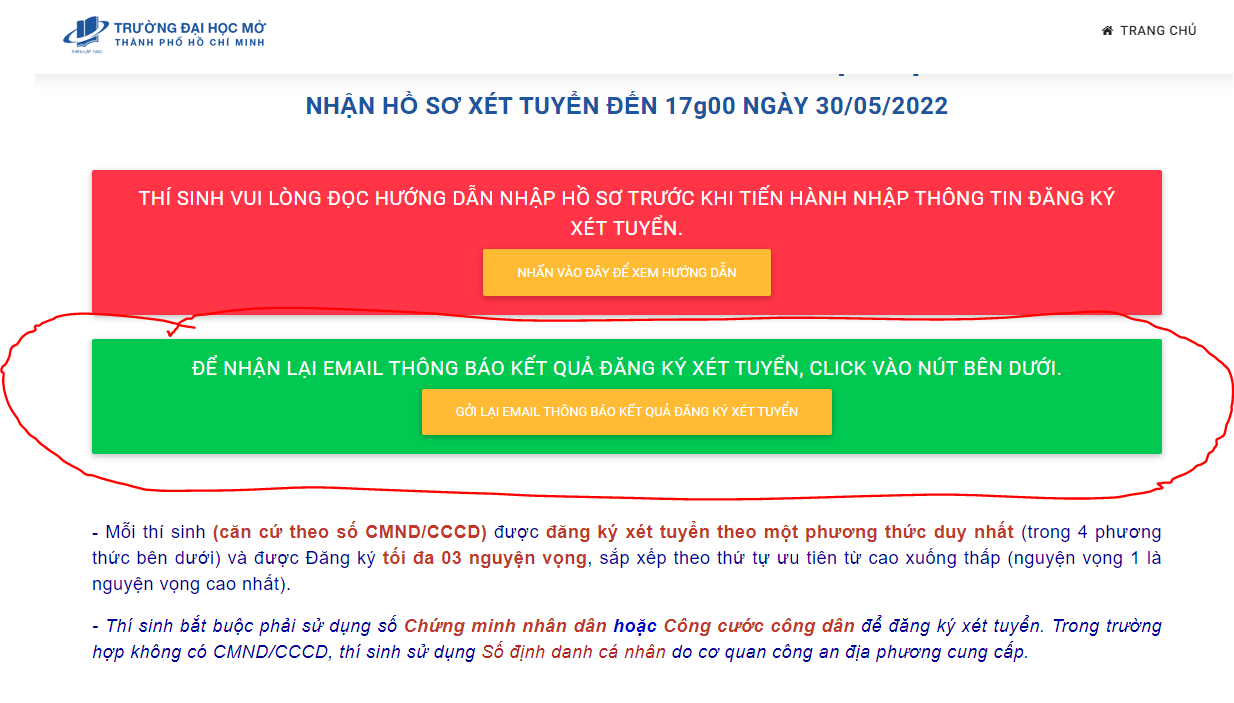 TRƯỜNG ĐẠI HỌC MỞ
THÀNH PHỐ HỒ CHÍ MINH
TRANG CHỦ
NHẬN HỒ SƠ XÉT TUYỂN ĐẾN 17g00 NGÀY 30/05/2022
THÍ SINH VUI LÒNG ĐỌC HƯỚNG DẪN NHẬP HỒ SƠ TRƯỚC KHI TIẾN HÀNH NHẬP THÔNG TIN ĐĂNG KÝ
XÉT TUYỂN.
NHẤN VÀO ĐÂY ĐỂ XEM HƯỚNG DẪN
ĐỂ NHẬN LẠI EMAIL THÔNG BÁO KẾT QUẢ ĐĂNG KÝ XÉT TUYỂN, CLICK VÀO NÚT BÊN DƯỚI.
GỞI LẠI EMAIL THÔNG BÁO KẾT QUẢ ĐĂNG KÝ XÉT TUYỂN
- Mỗi thí sinh (căn cứ theo số CMND/CCCD) được đăng ký xét tuyển theo một phương thức duy nhất (trong 4 phương
thức bên dưới) và được Đăng ký tối đa 03 nguyện vọng, sắp xếp theo thứ tự ưu tiên từ cao xuống thấp (nguyện vọng 1 là
nguyện vọng cao nhất).
- Thí sinh bắt buộc phải sử dụng số Chứng minh nhân dân hoặc Công cước công dân để đăng ký xét tuyển. Trong trường
hợp không có CMND/CCCD, thí sinh sử dụng Số định danh cá nhân do cơ quan công an địa phương cung cấp.